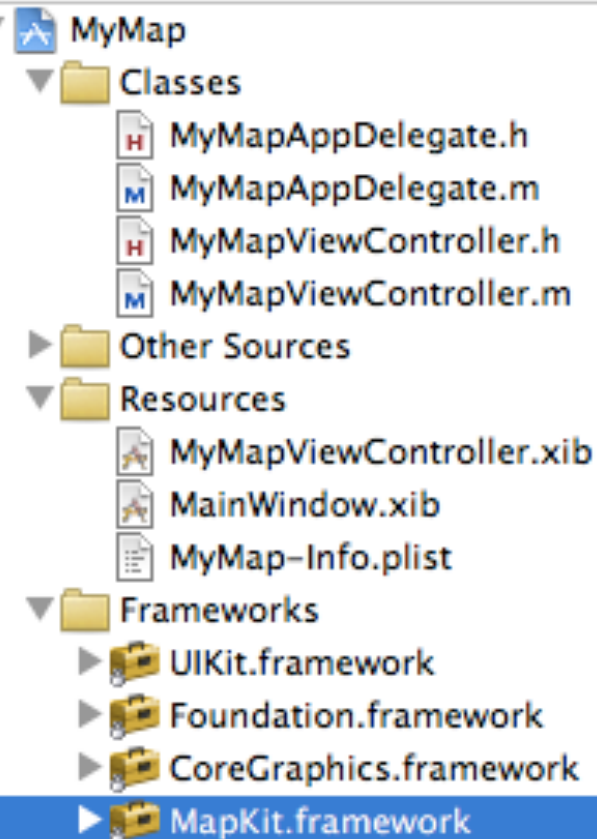 MyMap
Classes
MyMapAppDelegate.h
MyMapAppDelegate.m
MyMapViewController.h
MyMapViewController.m
Other Sources
Resources
MyMapViewController.xib
MainWindow.xib
MyMap-Info.plist
Frameworks
UIKit.framework
Foundation.framework
CoreGraphics.framework
MapKit.framework